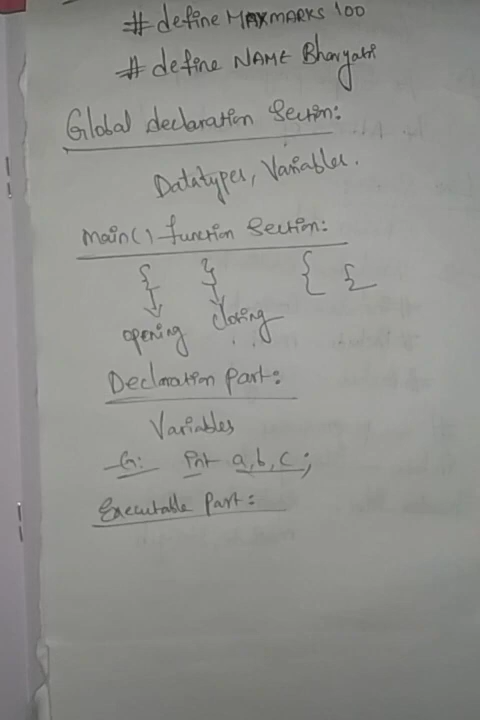 # define MAXMARKS 100
# define NAME Bhavyatri
Global declaration Section:
Datatypes, Variables.
Main() function Section:
{ } { {
opening closing
Declaration part:
Variables
EG: int a, b, c;
Executable part: